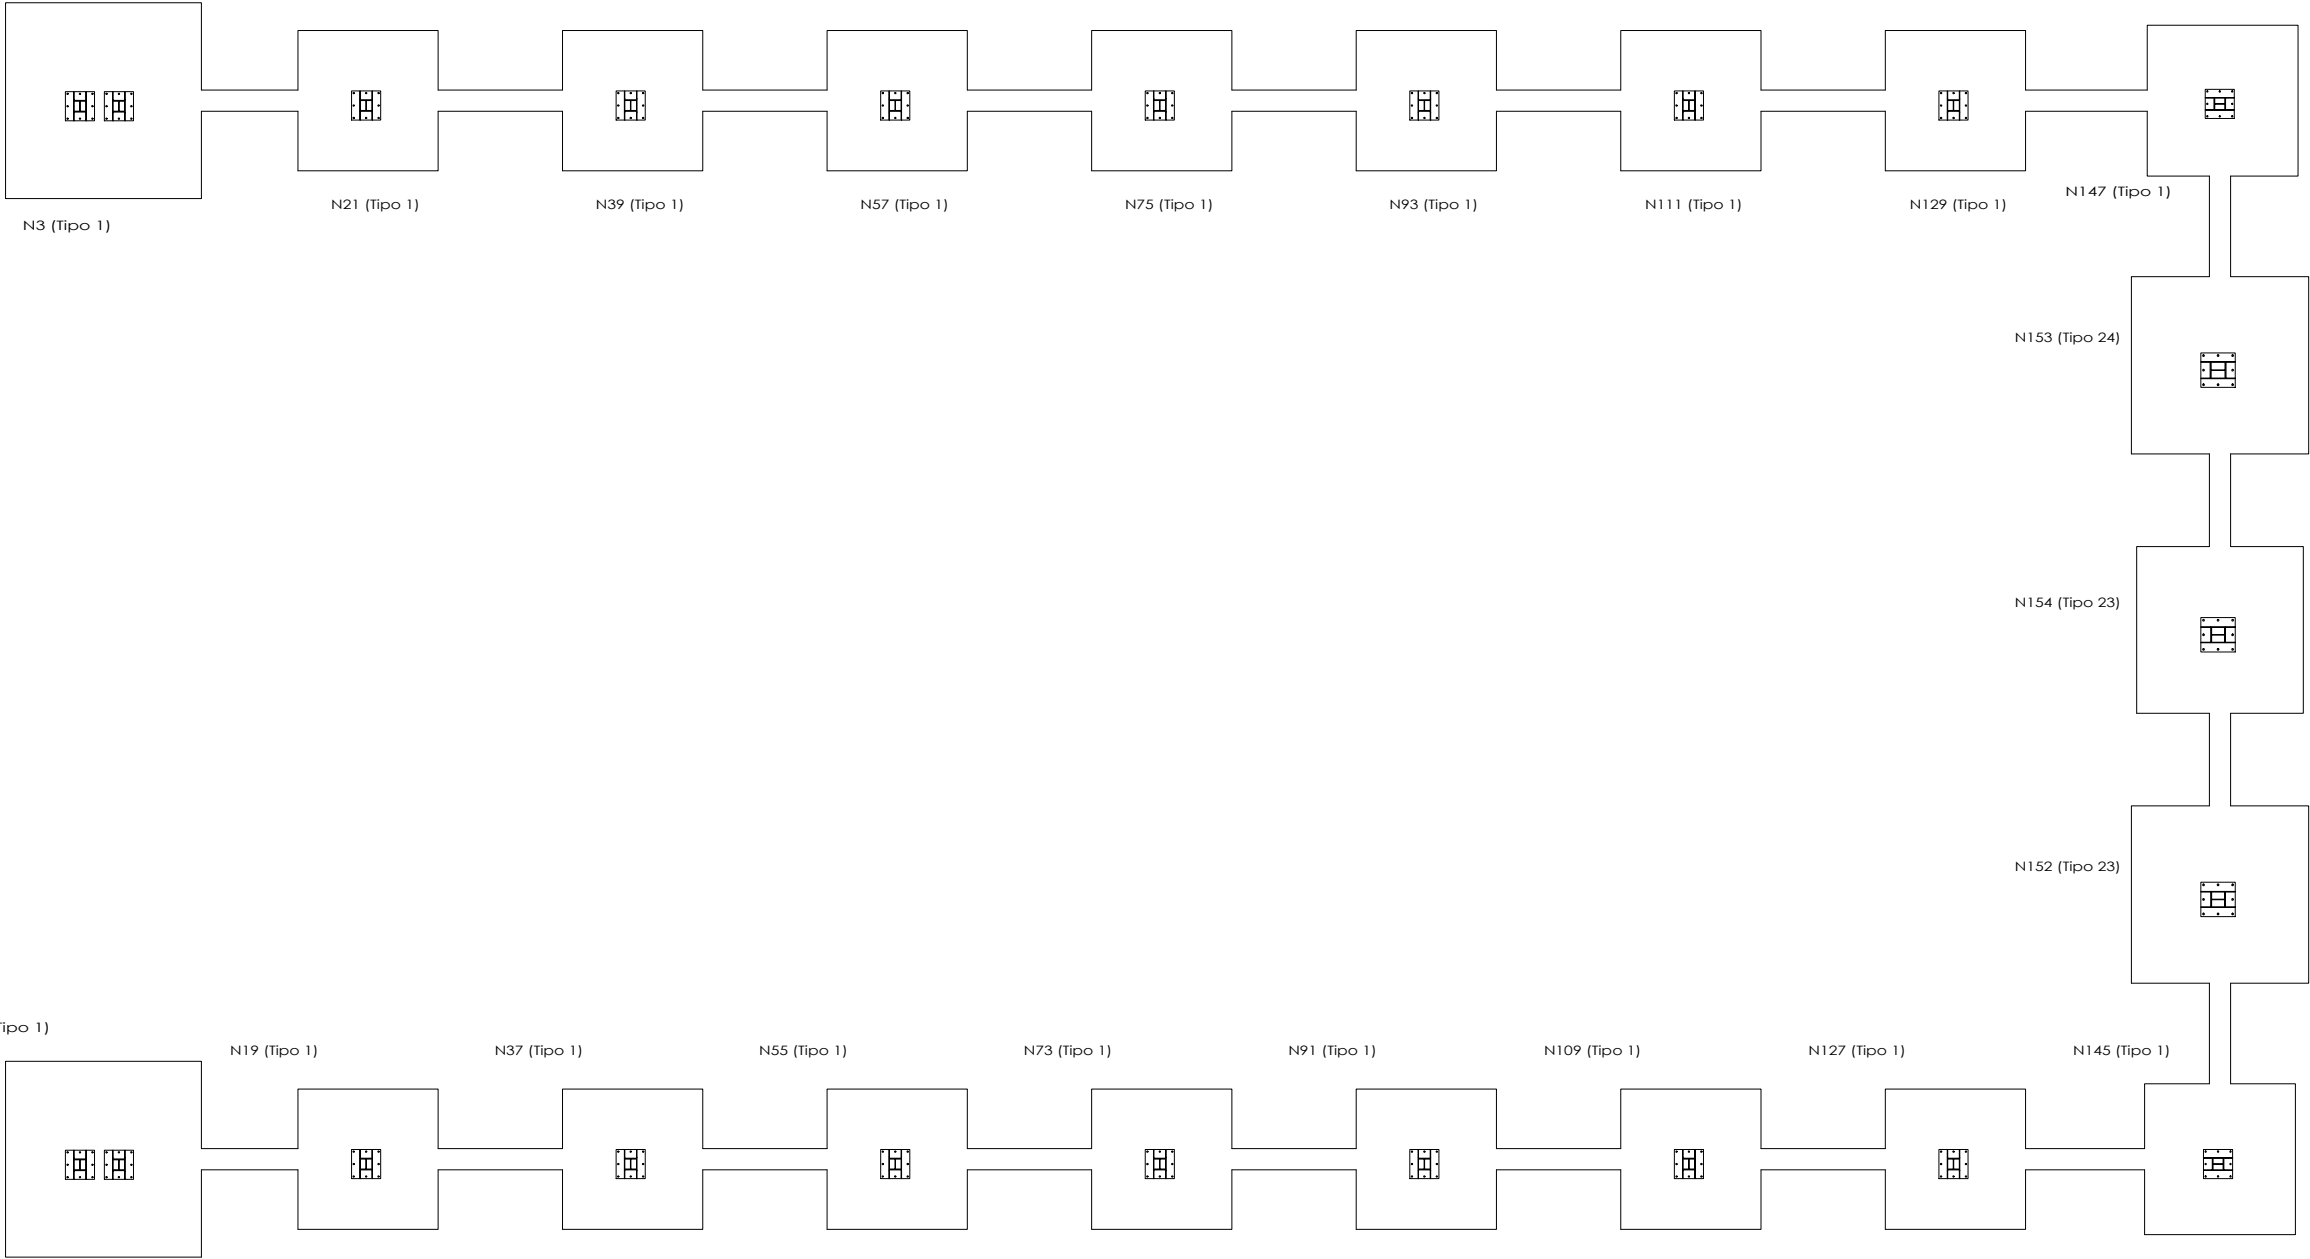 N21 (Tipo 1)
N39 (Tipo 1)
N57 (Tipo 1)
N75 (Tipo 1)
N93 (Tipo 1)
N111 (Tipo 1)
N129 (Tipo 1)
N147 (Tipo 1)
N3 (Tipo 1)
N153 (Tipo 24)
N154 (Tipo 23)
N152 (Tipo 23)
ipo 1)
N19 (Tipo 1)
N37 (Tipo 1)
N55 (Tipo 1)
N73 (Tipo 1)
N91 (Tipo 1)
N109 (Tipo 1)
N127 (Tipo 1)
N145 (Tipo 1)